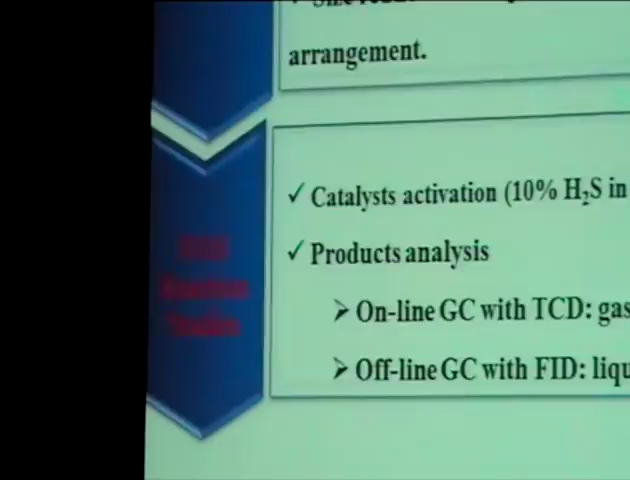 arrangement.
✓ Catalysts activation (10% H₂S in
✓ Products analysis
➢ On-line GC with TCD: gas
➢ Off-line GC with FID: liqu
Studies